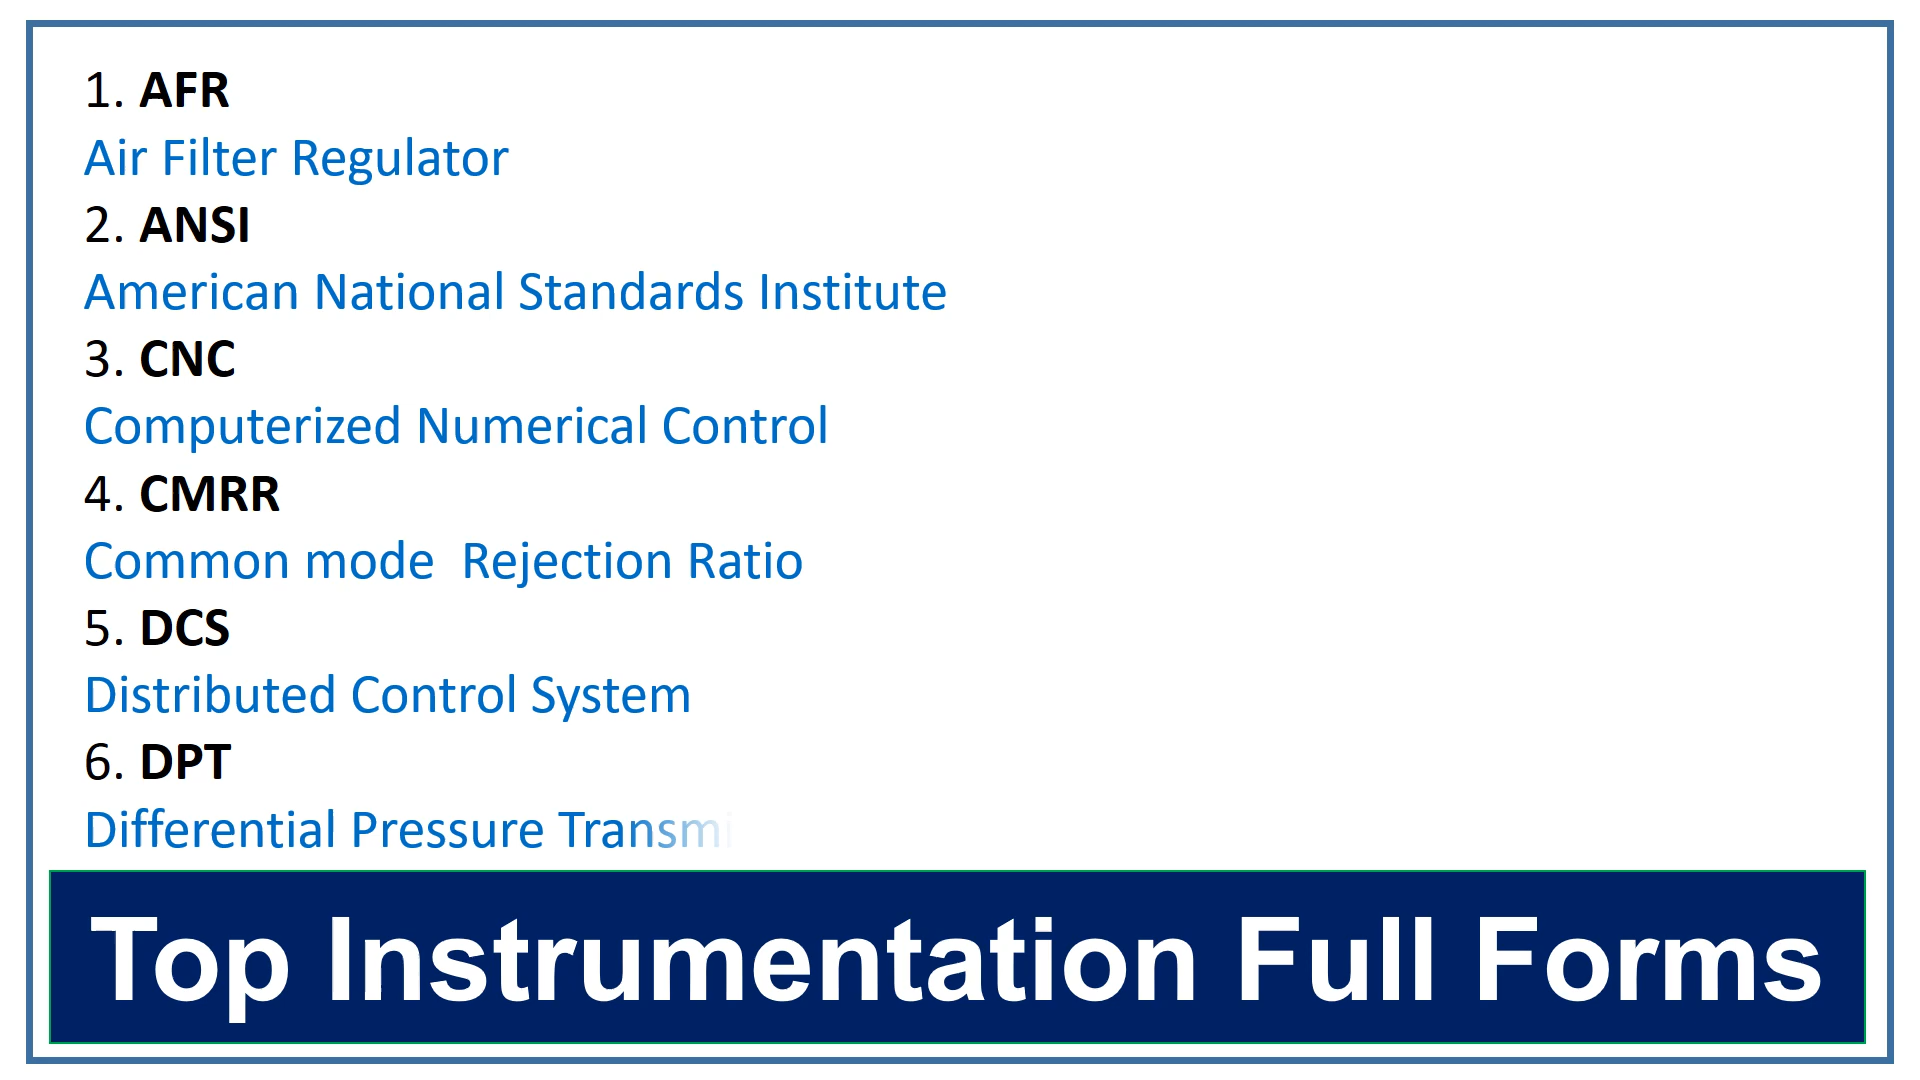 1. AFR
Air Filter Regulator
2. ANSI
American National Standards Institute
3. CNC
Computerized Numerical Control
4. CMRR
Common mode  Rejection Ratio
5. DCS
Distributed Control System
6. DPT
Differential Pressure Transmi
Top Instrumentation Full Forms